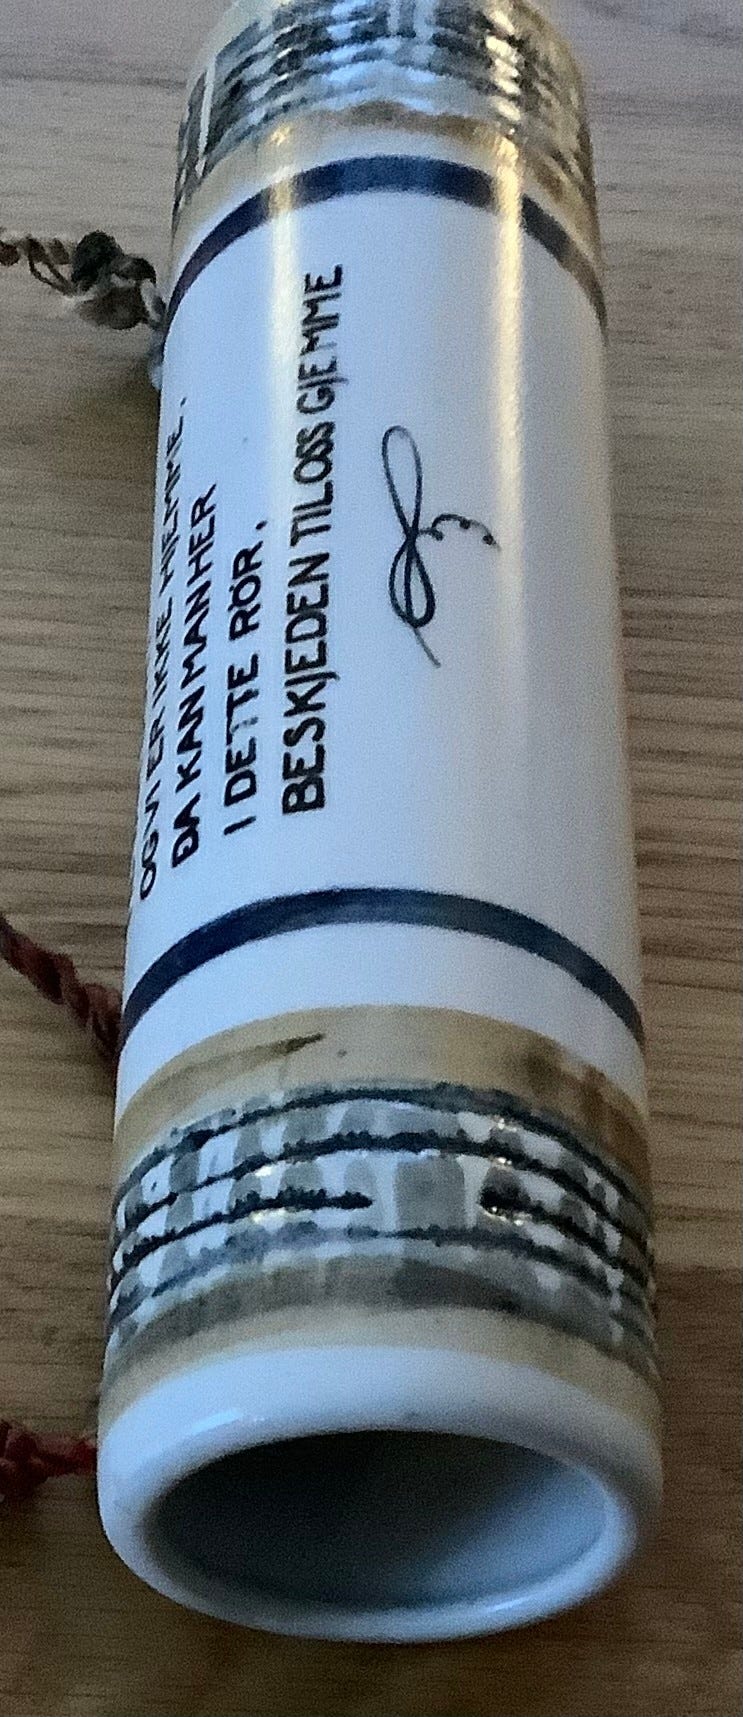 OG VI ER IKKE HJEMME.
DA KAN MAN HER
I DETTE RÖR.
BESKJEDEN TIL OSS GJEMME